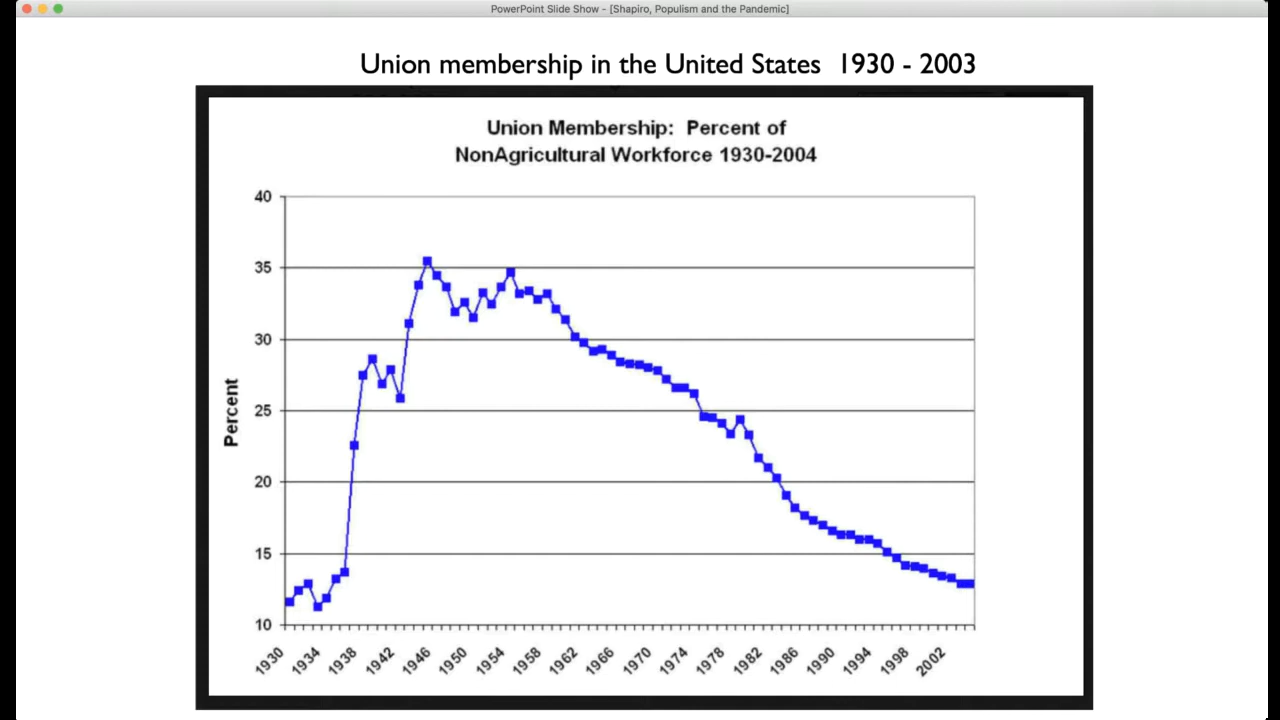 PowerPoint Slide Show - [Shapiro, Populism and the Pandemic]
Union membership in the United States 1930 - 2003
Union Membership: Percent of
NonAgricultural Workforce 1930-2004
40
35
30
25
20
15
10
Percent
1930 1934 1938 1942 1946 1950 1954 1958 1962 1966 1970 1974 1978 1982 1986 1990 1994 1998 2002